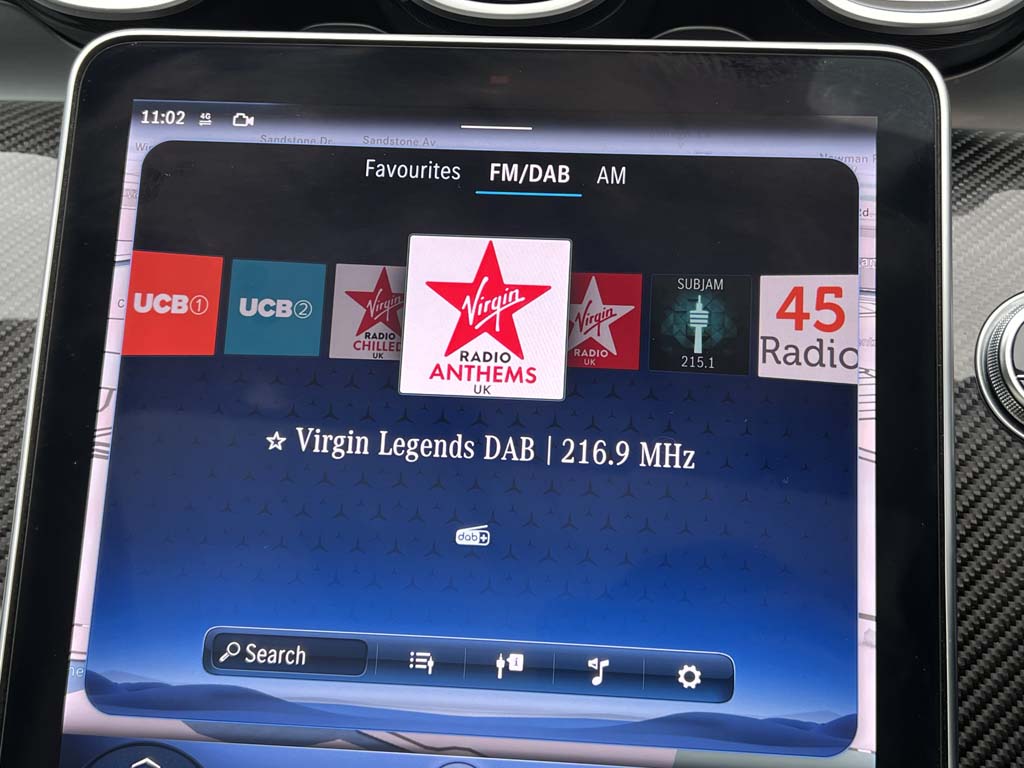 11:02 4G
Sandstone Dr
Sandstone Av
Newman
Favourites FM/DAB AM
UCB1
UCB2
Virgin
RADIO
CHILLED
UK
Virgin
RADIO
ANTHEMS
UK
Virgin
RADIO
UK
SUBJAM
215.1
45
Radio
☆ Virgin Legends DAB | 216.9 MHz
dab+
Search